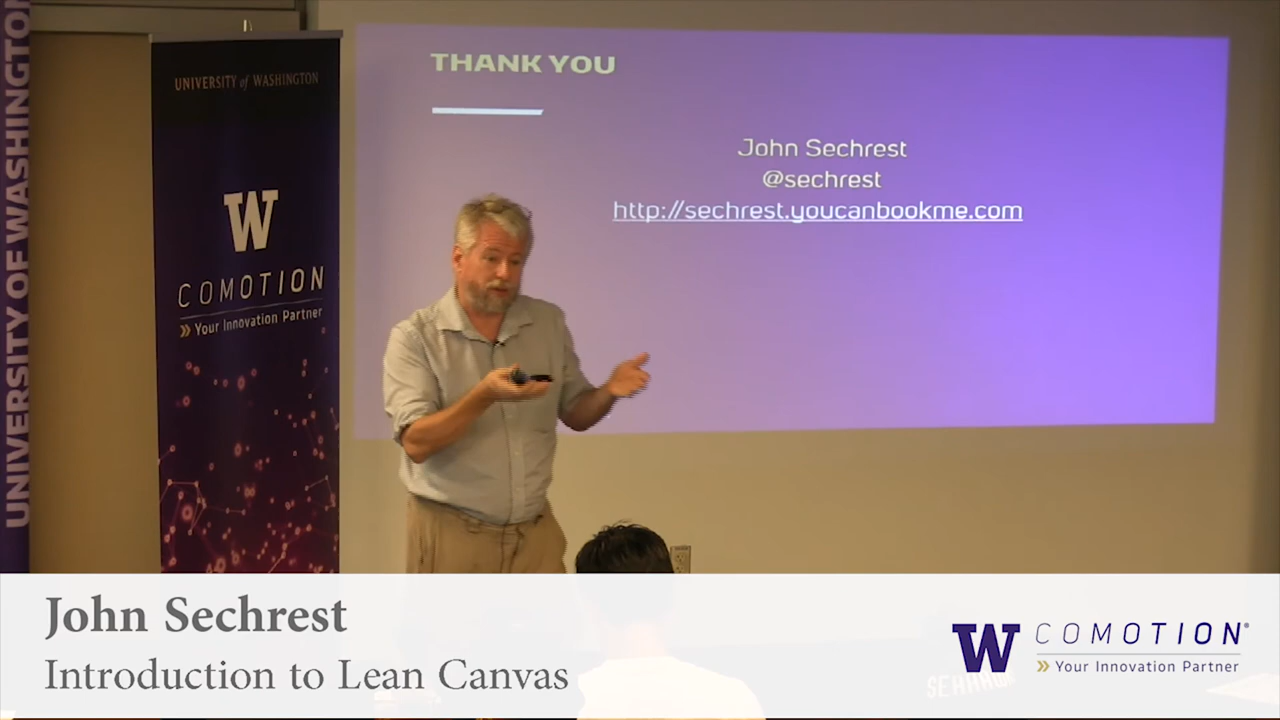 UNIVERSITY OF WASHINGTON
UNIVERSITY of WASHINGTON
W
COMOTION
Your Innovation Partner
THANK YOU
John Sechrest
@sechrest
http://sechrest.youcanbookme.com
John Sechrest
Introduction to Lean Canvas
W COMOTION®
Your Innovation Partner